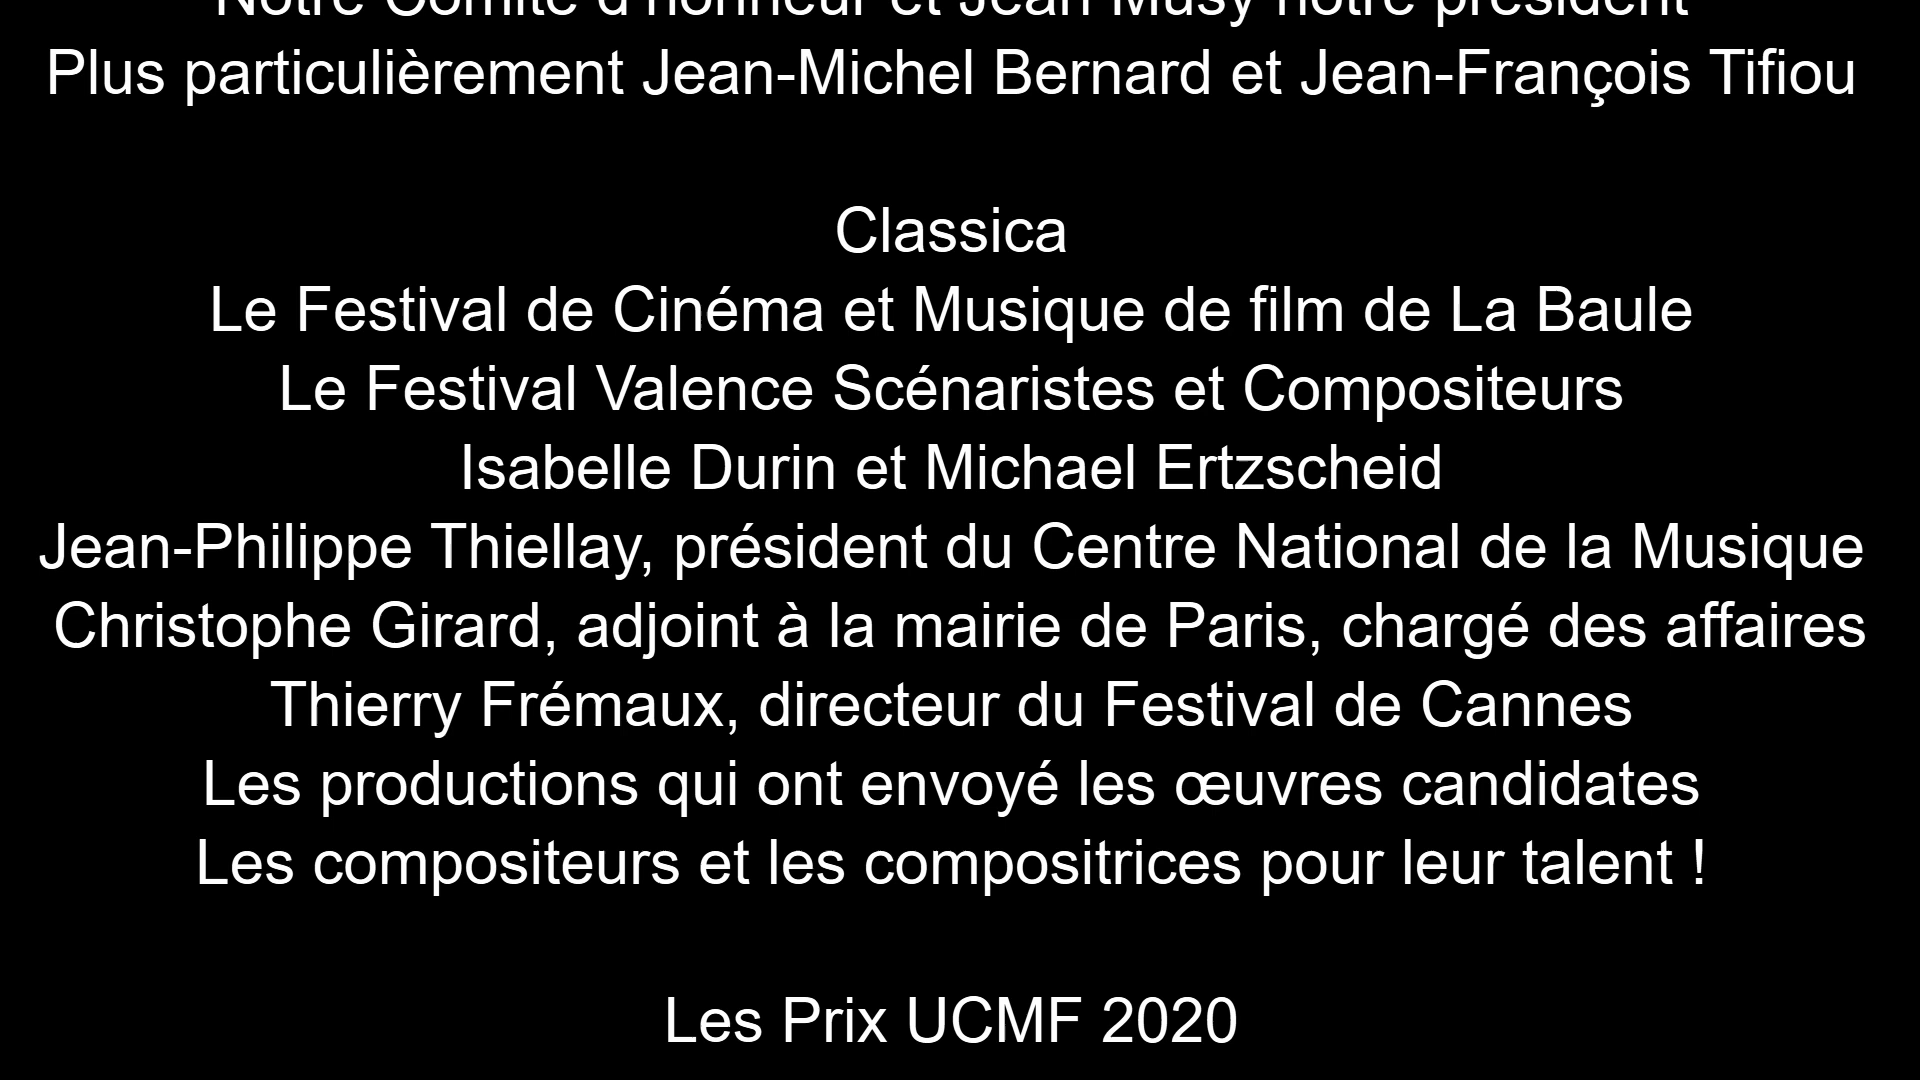 Notre Comité d'honneur et Jean Musy notre président
Plus particulièrement Jean-Michel Bernard et Jean-François Tifiou
Classica
Le Festival de Cinéma et Musique de film de La Baule
Le Festival Valence Scénaristes et Compositeurs
Isabelle Durin et Michael Ertzscheid
Jean-Philippe Thiellay, président du Centre National de la Musique
Christophe Girard, adjoint à la mairie de Paris, chargé des affaires
Thierry Frémaux, directeur du Festival de Cannes
Les productions qui ont envoyé les œuvres candidates
Les compositeurs et les compositrices pour leur talent !
Les Prix UCMF 2020